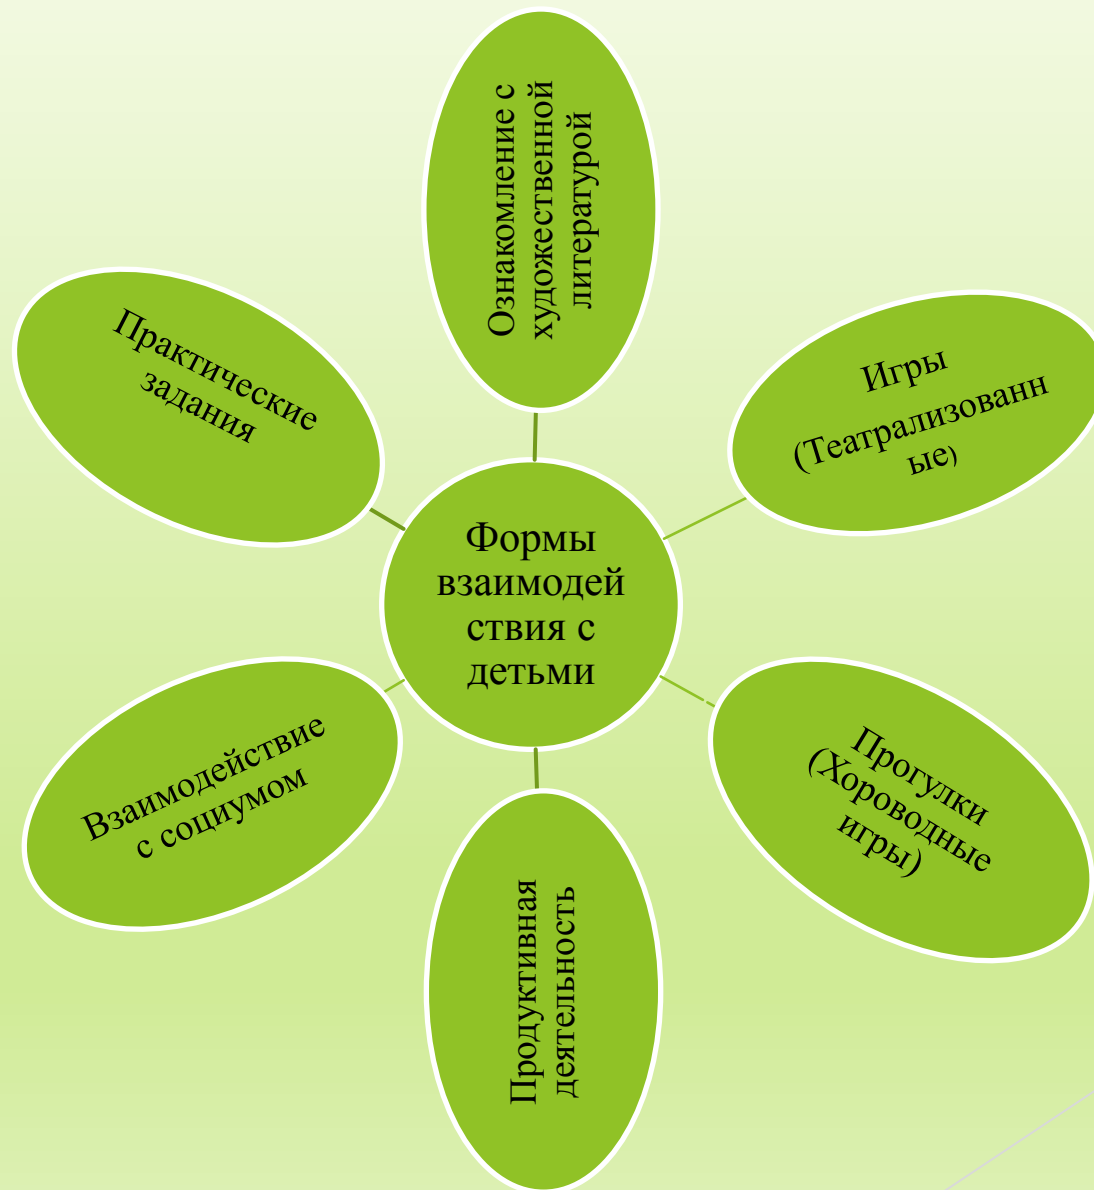 Ознакомление с
художественной
литературой
Игры
(Театрализованн
ые)
Прогулки
(Хороводные
игры)
Продуктивная
деятельность
Взаимодействие
с социумом
Практические
задания
Формы
взаимодей
ствия с
детьми